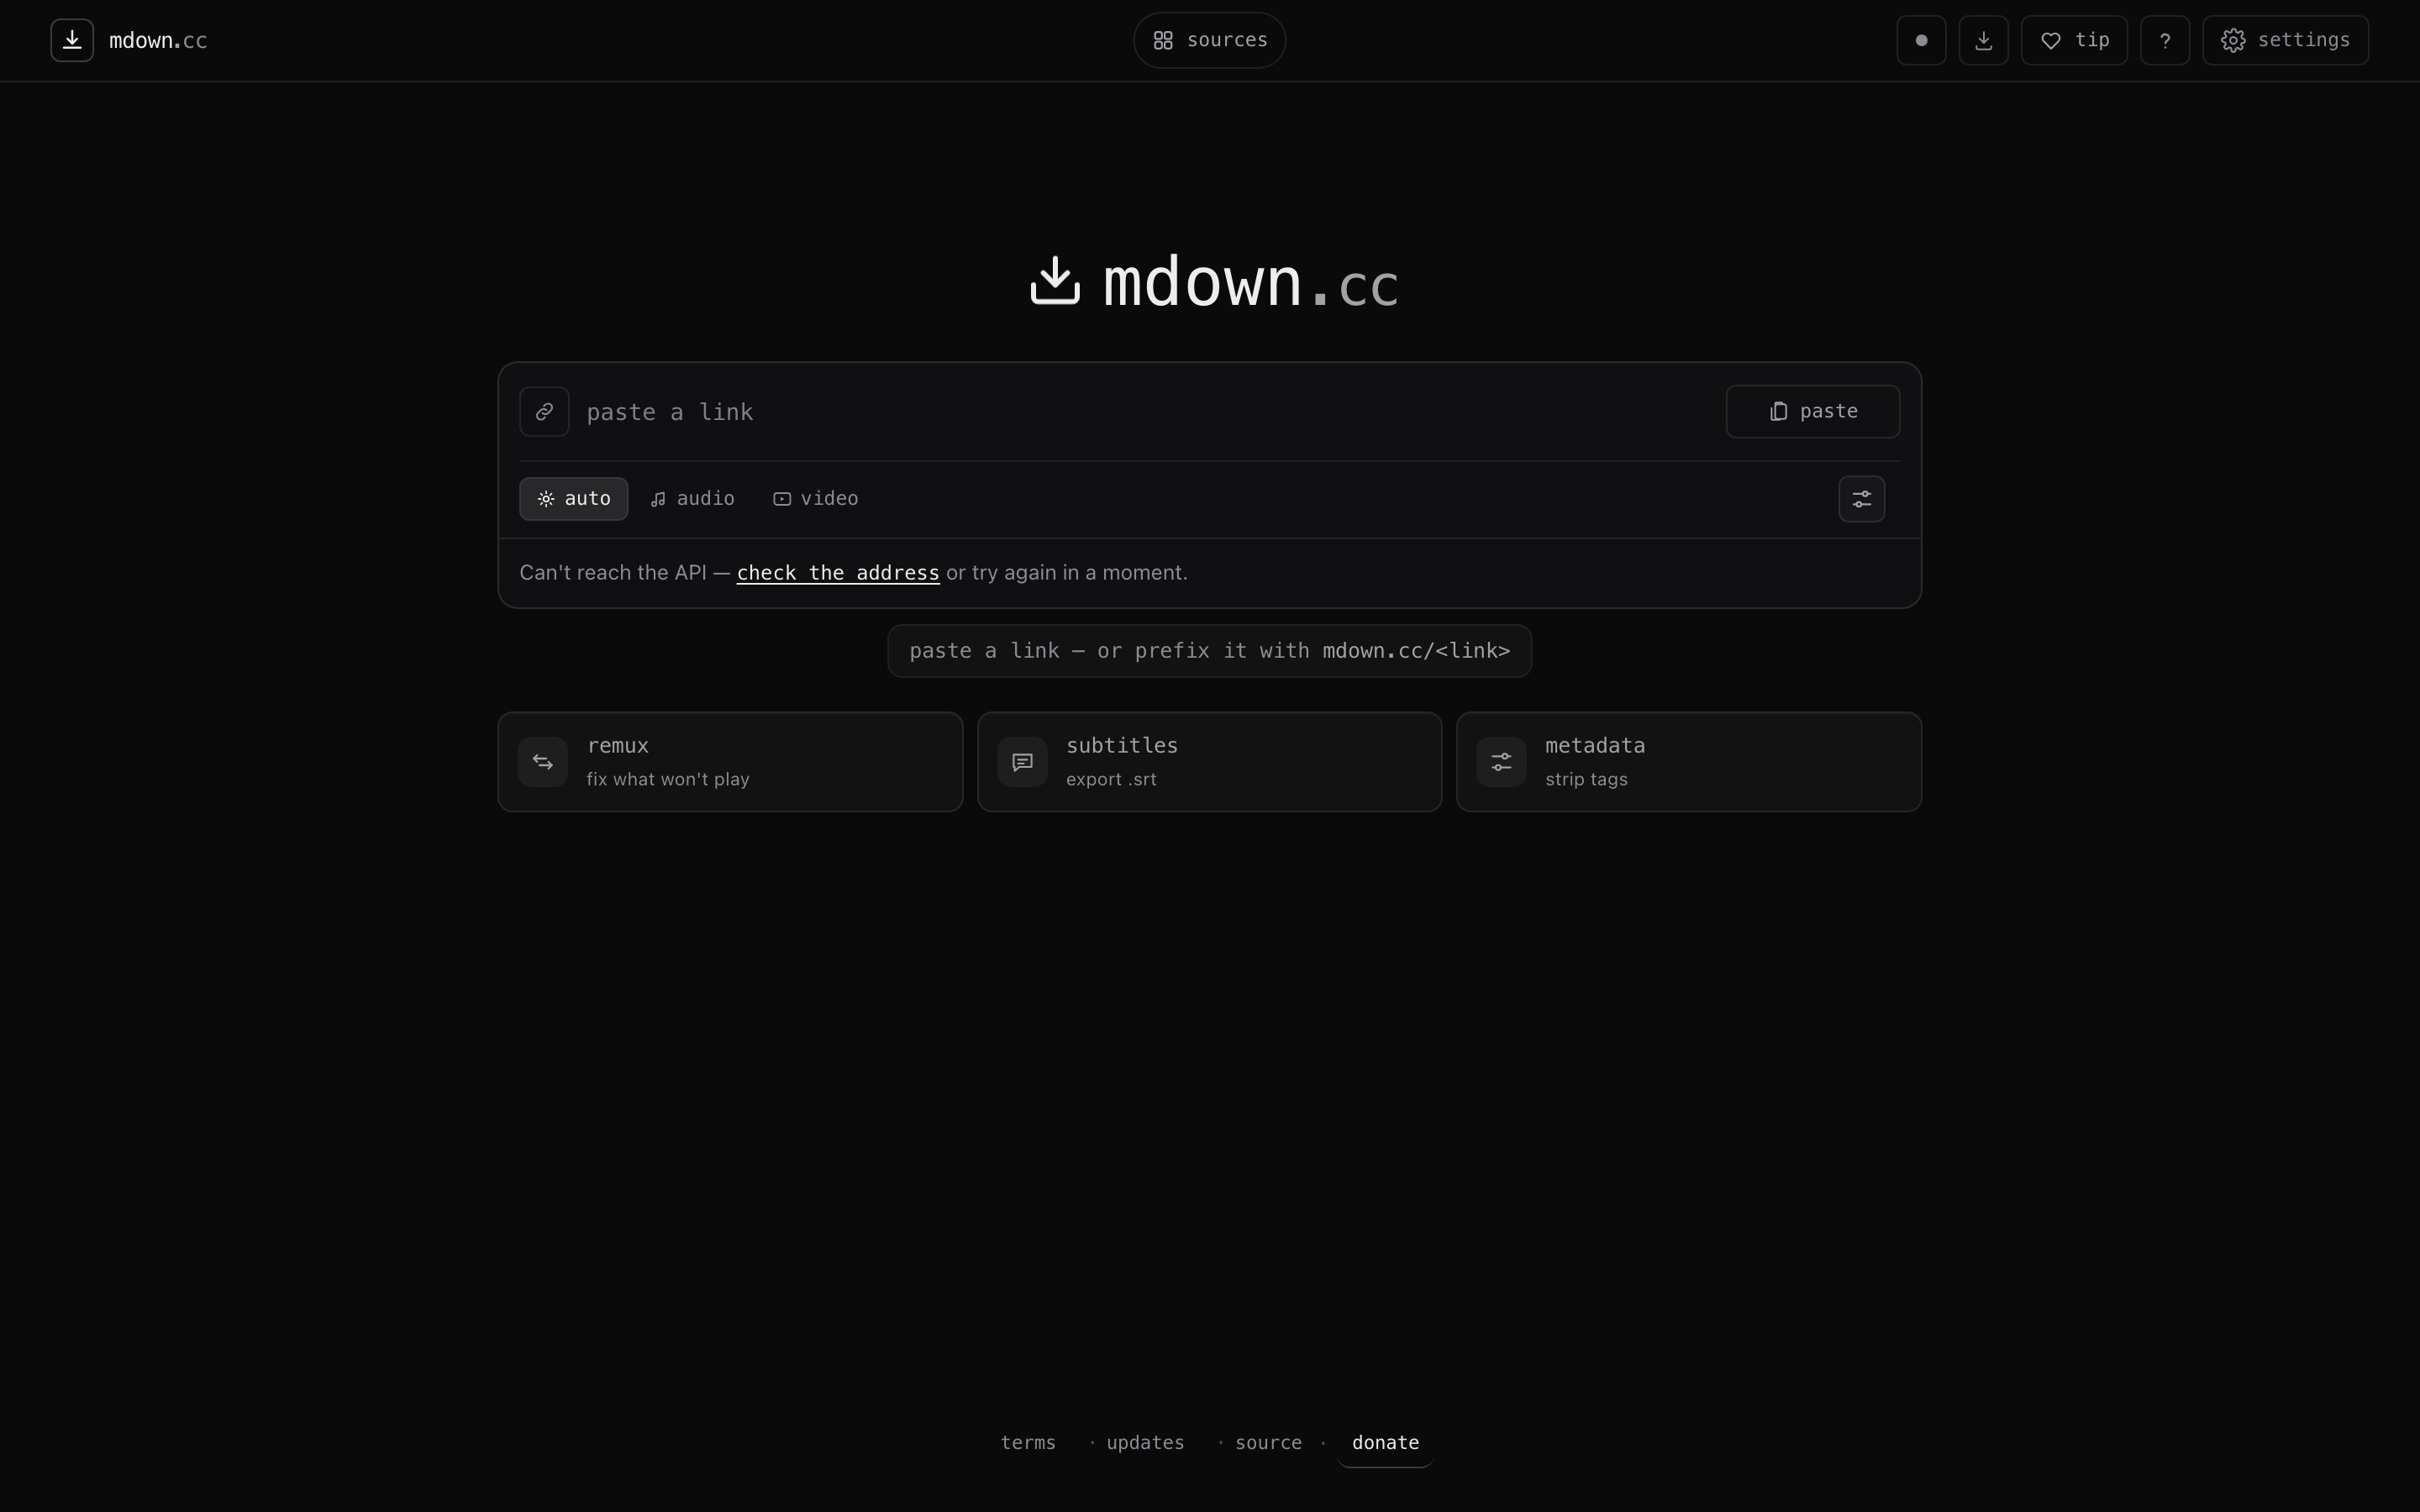 mdown.cc
sources
tip
?
settings
mdown.cc
paste a link
paste
auto
audio
video
Can't reach the API — check the address or try again in a moment.
paste a link — or prefix it with mdown.cc/<link>
remux
fix what won't play
subtitles
export .srt
metadata
strip tags
terms · updates · source · donate